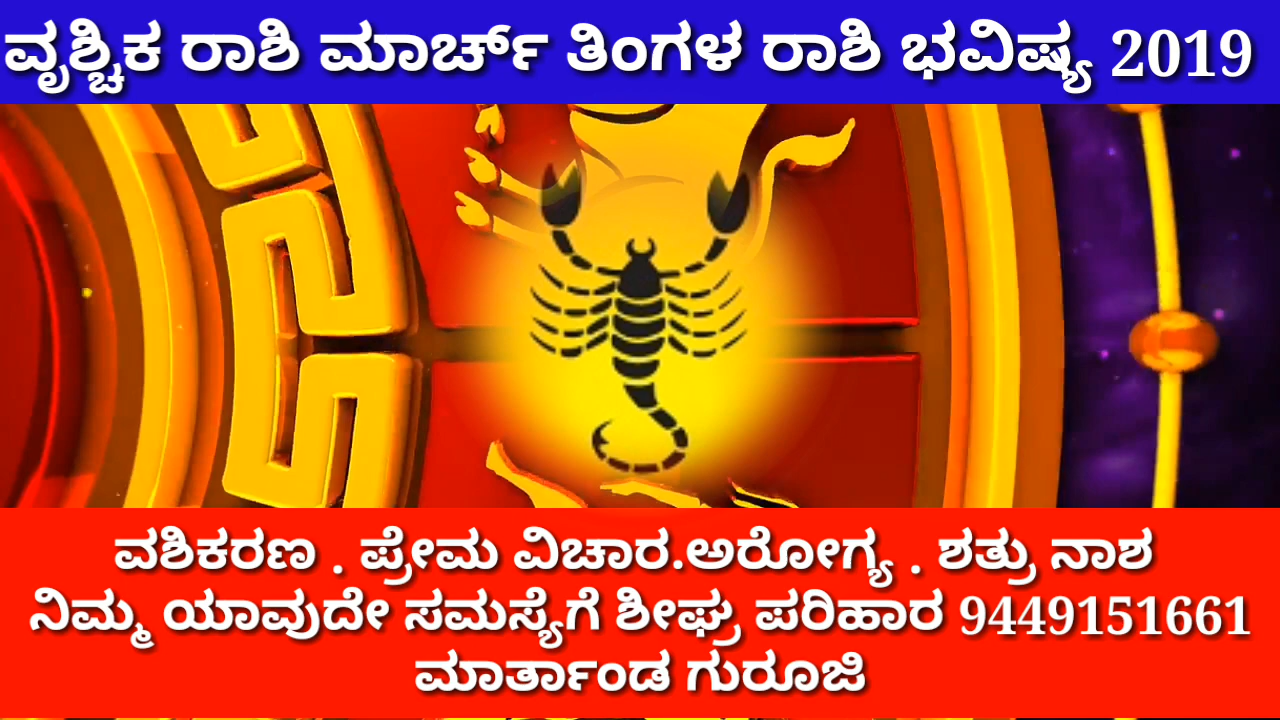 ವೃಶ್ಚಿಕ ರಾಶಿ ಮಾರ್ಚ್ ತಿಂಗಳ ರಾಶಿ ಭವಿಷ್ಯ 2019
ವಶಿಕರಣ . ಪ್ರೇಮ ವಿಚಾರ.ಅರೋಗ್ಯ . ಶತ್ರು ನಾಶ
ನಿಮ್ಮ ಯಾವುದೇ ಸಮಸ್ಯೆಗೆ ಶೀಘ್ರ ಪರಿಹಾರ 9449151661
ಮಾರ್ತಾಂಡ ಗುರೂಜಿ